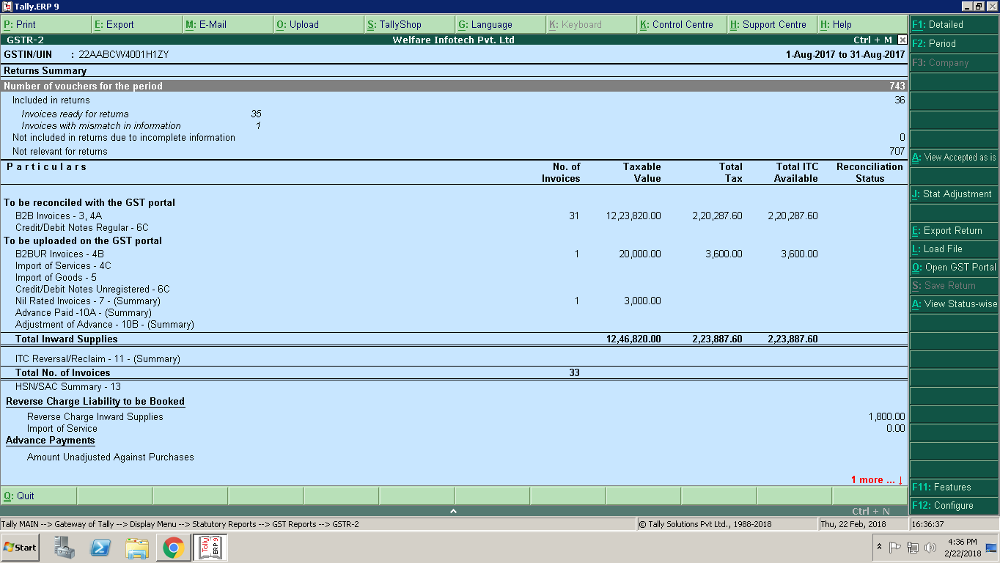 Tally.ERP 9
P: Print E: Export M: E-Mail O: Upload S: TallyShop G: Language K: Keyboard K: Control Centre H: Support Centre H: Help
GSTR-2 Welfare Infotech Pvt. Ltd Ctrl + M
GSTIN/UIN : 22AABCW4001H1ZY 1-Aug-2017 to 31-Aug-2017
Returns Summary
Number of vouchers for the period 743
Included in returns 36
Invoices ready for returns 35
Invoices with mismatch in information 1
Not included in returns due to incomplete information 0
Not relevant for returns 707
Particulars No. of Invoices Taxable Value Total Tax Total ITC Available Reconciliation Status
To be reconciled with the GST portal
B2B Invoices - 3, 4A 31 12,23,820.00 2,20,287.60 2,20,287.60
Credit/Debit Notes Regular - 6C
To be uploaded on the GST portal
B2BUR Invoices - 4B 1 20,000.00 3,600.00 3,600.00
Import of Services - 4C
Import of Goods - 5
Credit/Debit Notes Unregistered - 6C
Nil Rated Invoices - 7 - (Summary) 1 3,000.00
Advance Paid -10A - (Summary)
Adjustment of Advance - 10B - (Summary)
Total Inward Supplies 12,46,820.00 2,23,887.60 2,23,887.60
ITC Reversal/Reclaim - 11 - (Summary)
Total No. of Invoices 33
HSN/SAC Summary - 13
Reverse Charge Liability to be Booked
Reverse Charge Inward Supplies 1,800.00
Import of Service 0.00
Advance Payments
Amount Unadjusted Against Purchases
1 more ... ↓
Q: Quit
Ctrl + N
F1: Detailed
F2: Period
F3: Company
A: View Accepted as is
J: Stat Adjustment
E: Export Return
L: Load File
O: Open GST Portal
S: Save Return
A: View Status-wise
F11: Features
F12: Configure
Tally MAIN --> Gateway of Tally --> Display Menu --> Statutory Reports --> GST Reports --> GSTR-2 © Tally Solutions Pvt Ltd., 1988-2018 Thu, 22 Feb, 2018 16:36:37
Start Tally ERP 9 4:36 PM
2/22/2018